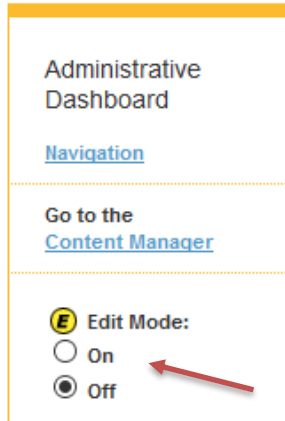 Administrative
Dashboard
Navigation
Go to the
Content Manager
E Edit Mode:
On
Off